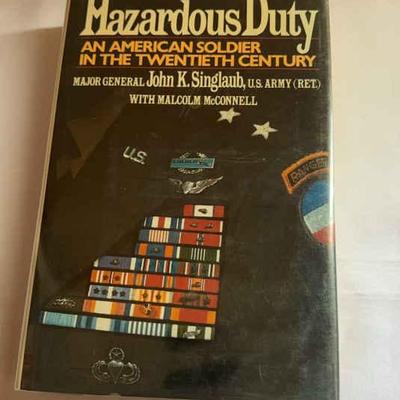 Hazardous Duty
AN AMERICAN SOLDIER
IN THE TWENTIETH CENTURY
MAJOR GENERAL John K. Singlaub, U.S. ARMY (RET.)
WITH MALCOLM McCONNELL
U.S.
RANGER